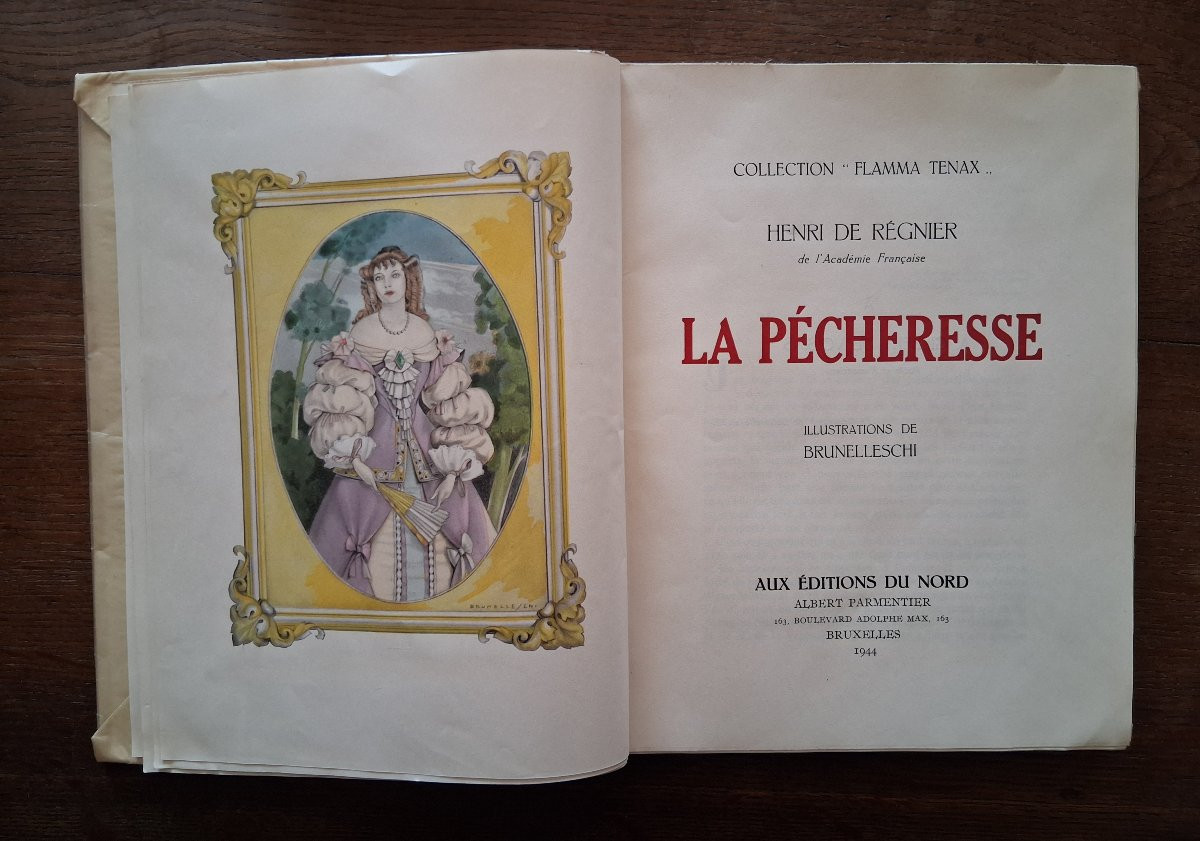 BRUNELLESCHI
COLLECTION “ FLAMMA TENAX „
HENRI DE RÉGNIER
de l'Académie Française
LA PÉCHERESSE
ILLUSTRATIONS DE
BRUNELLESCHI
AUX ÉDITIONS DU NORD
ALBERT PARMENTIER
163, BOULEVARD ADOLPHE MAX, 163
BRUXELLES
1944